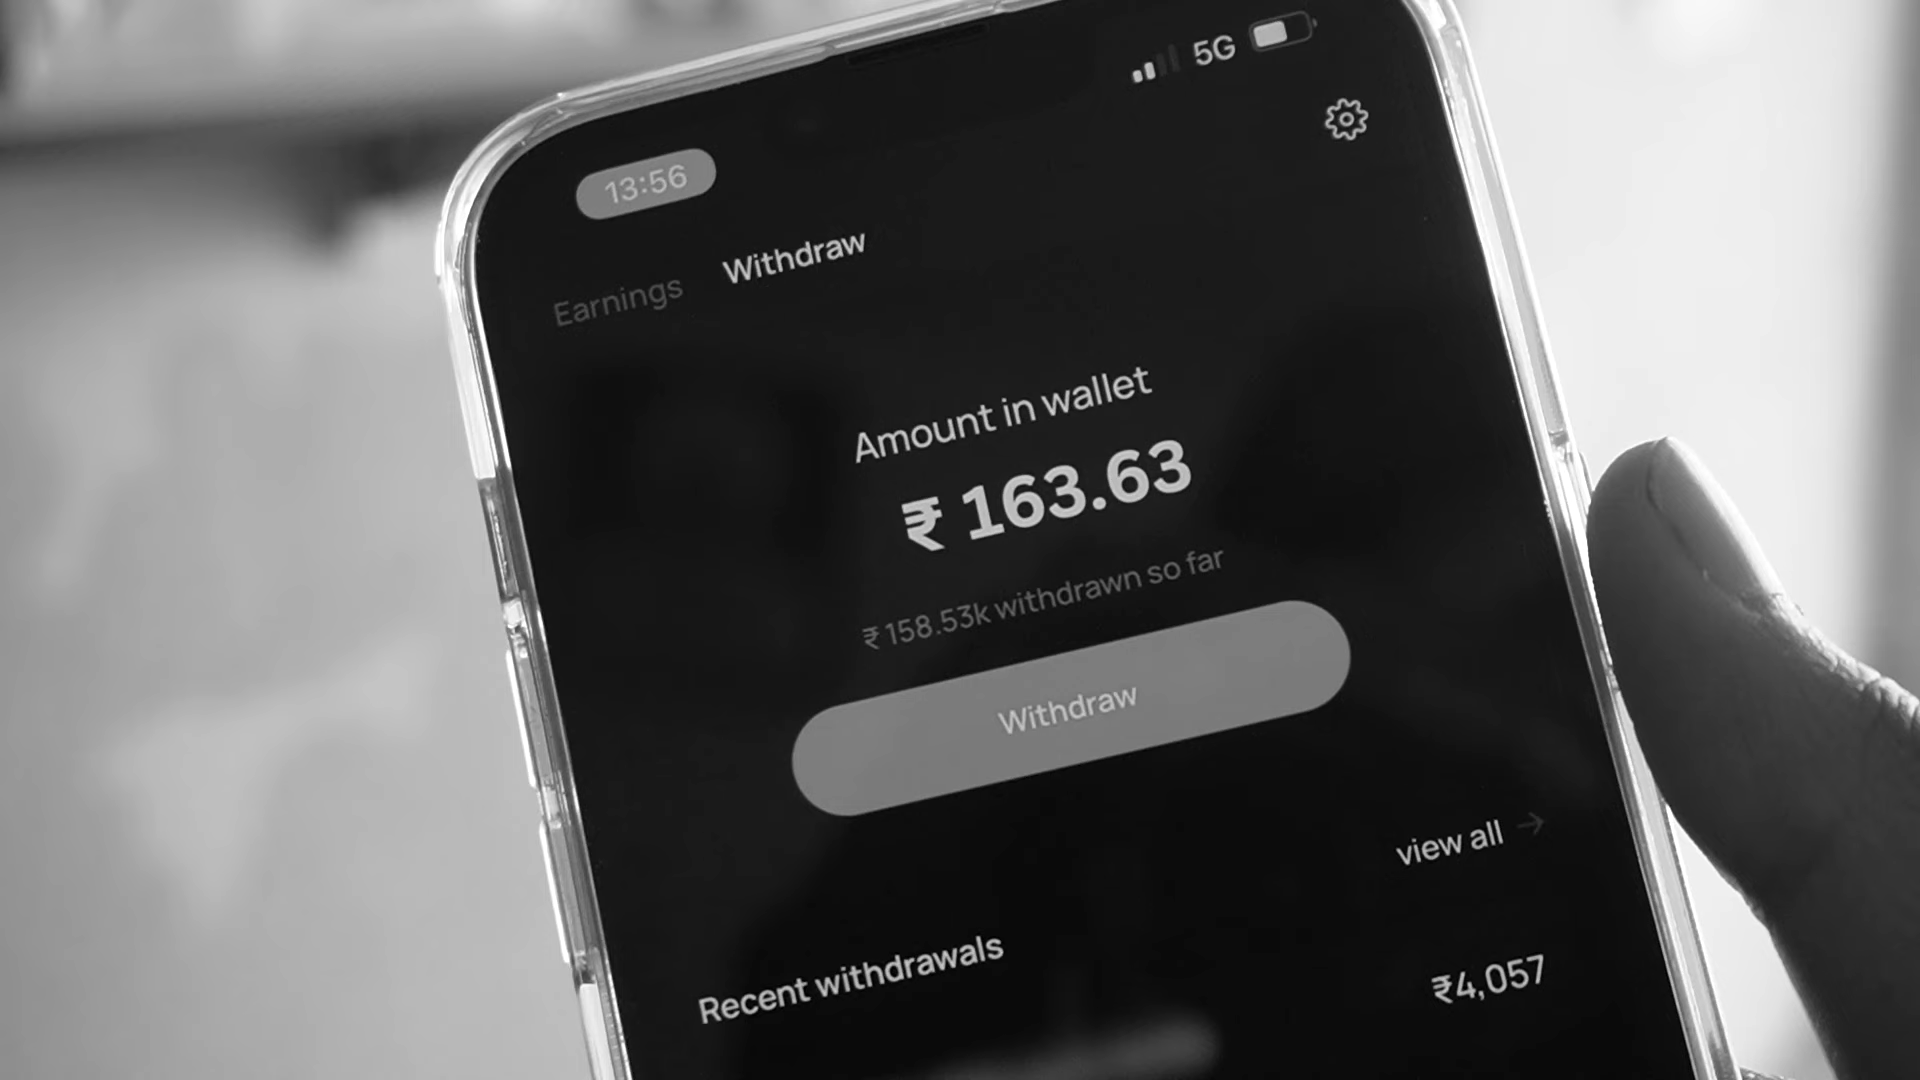 5G
13:56
Earnings Withdraw
Amount in wallet
₹ 163.63
₹158.53k withdrawn so far
Withdraw
view all →
Recent withdrawals
₹4,057